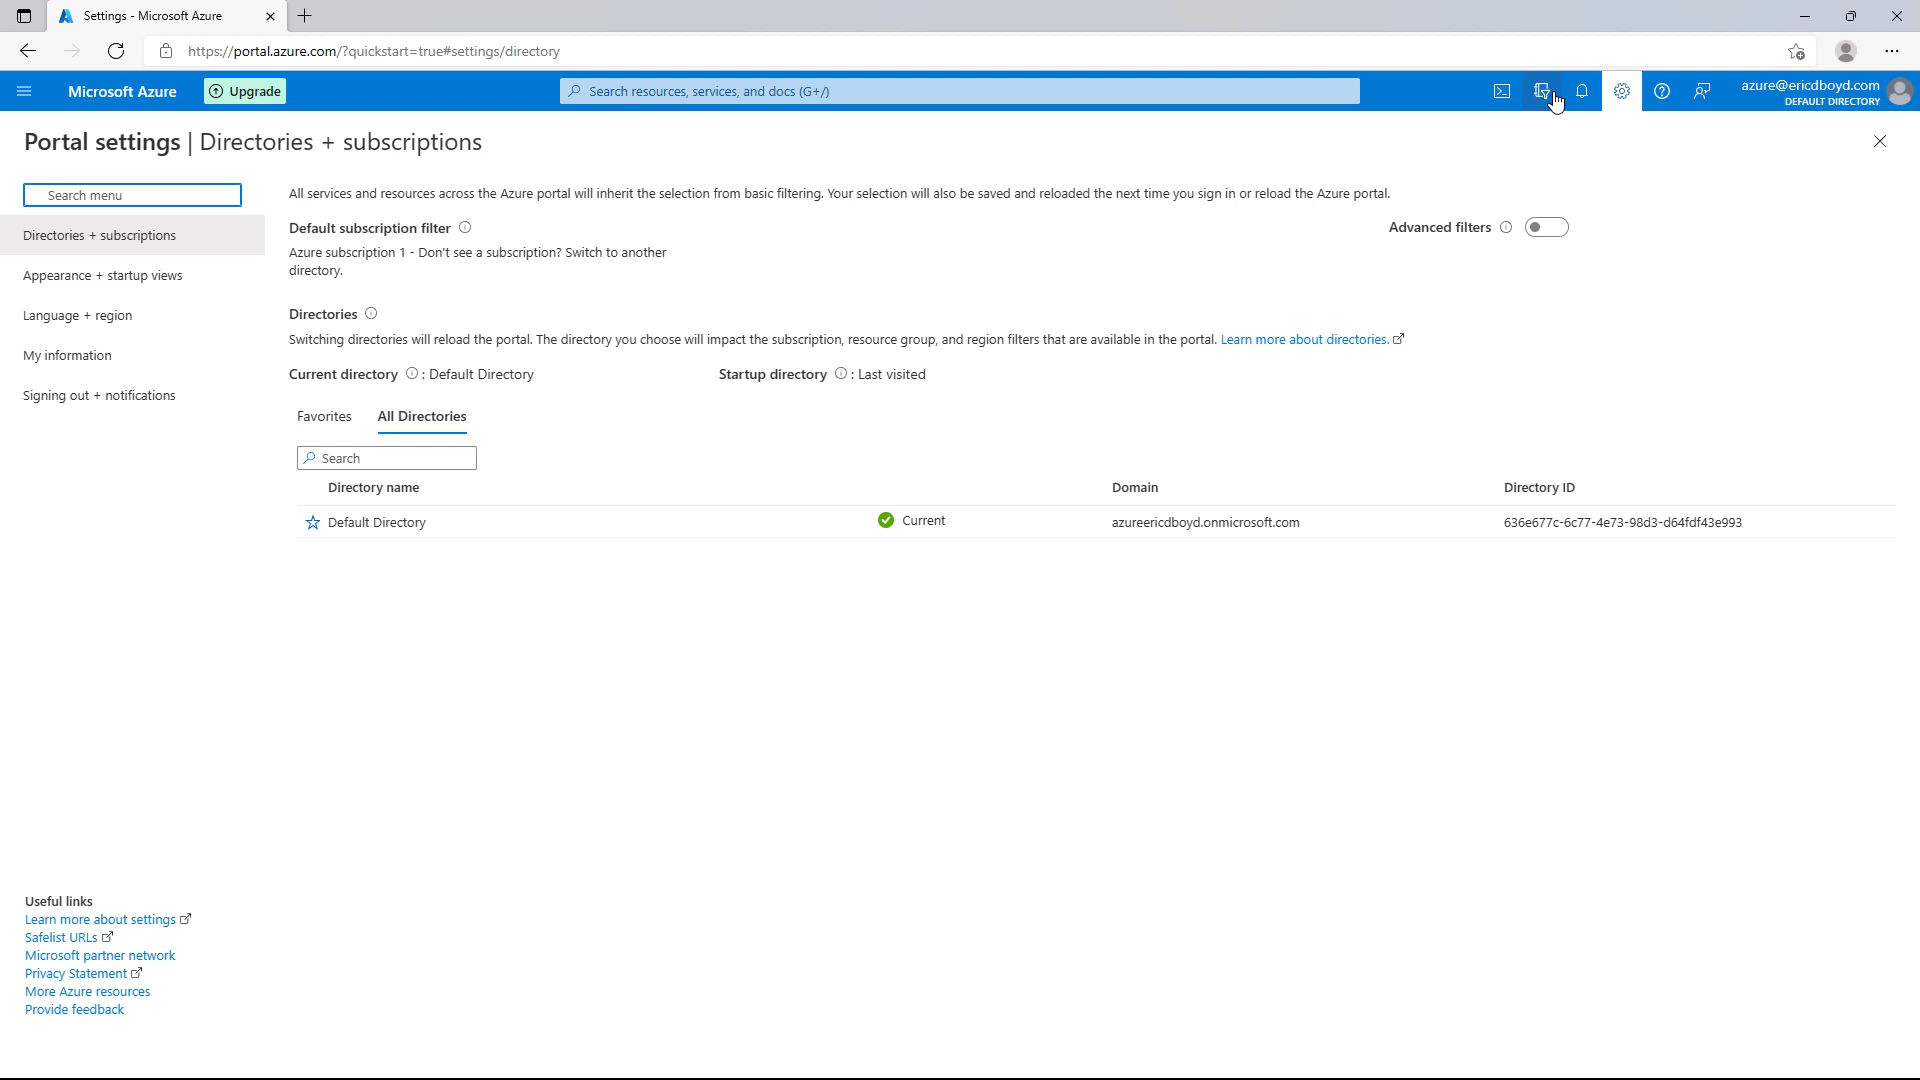 Settings - Microsoft Azure
https://portal.azure.com/?quickstart=true#settings/directory
Microsoft Azure
Upgrade
Search resources, services, and docs (G+/)
azure@ericdboyd.com
DEFAULT DIRECTORY
Portal settings | Directories + subscriptions
Search menu
Directories + subscriptions
Appearance + startup views
Language + region
My information
Signing out + notifications
All services and resources across the Azure portal will inherit the selection from basic filtering. Your selection will also be saved and reloaded the next time you sign in or reload the Azure portal.
Default subscription filter
Advanced filters
Azure subscription 1 - Don't see a subscription? Switch to another
directory.
Directories
Switching directories will reload the portal. The directory you choose will impact the subscription, resource group, and region filters that are available in the portal. Learn more about directories.
Current directory : Default Directory
Startup directory : Last visited
Favorites
All Directories
Search
Directory name
Domain
Directory ID
Default Directory
Current
azureericdboyd.onmicrosoft.com
636e677c-6c77-4e73-98d3-d64fdf43e993
Useful links
Learn more about settings
Safelist URLs
Microsoft partner network
Privacy Statement
More Azure resources
Provide feedback